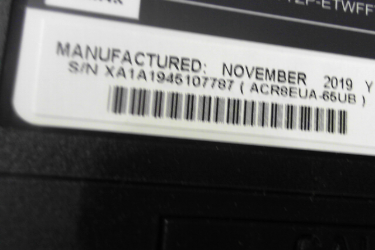 MANUFACTURED: NOVEMBER 2019 Y
S/N XA1A1945107787 ( ACR8EUA-65UB )